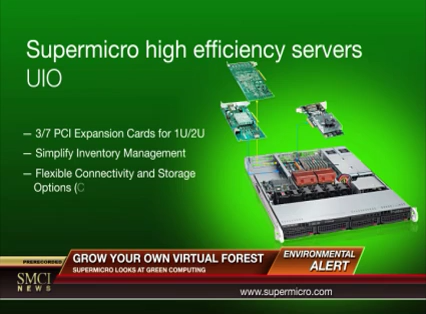 Supermicro high efficiency servers
UIO
— 3/7 PCI Expansion Cards for 1U/2U
— Simplify Inventory Management
— Flexible Connectivity and Storage
Options (C
PRERECORDED
GROW YOUR OWN VIRTUAL FOREST
SUPERMICRO LOOKS AT GREEN COMPUTING
ENVIRONMENTAL
ALERT
SMCI
NEWS
www.supermicro.com